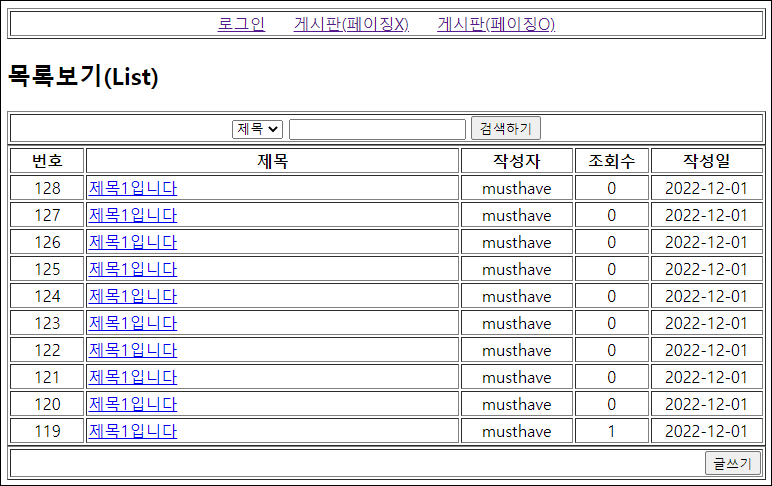 로그인 게시판(페이징X) 게시판(페이징O)
목록보기(List)
제목 검색하기
번호 제목 작성자 조회수 작성일
128 제목1입니다 musthave 0 2022-12-01
127 제목1입니다 musthave 0 2022-12-01
126 제목1입니다 musthave 0 2022-12-01
125 제목1입니다 musthave 0 2022-12-01
124 제목1입니다 musthave 0 2022-12-01
123 제목1입니다 musthave 0 2022-12-01
122 제목1입니다 musthave 0 2022-12-01
121 제목1입니다 musthave 0 2022-12-01
120 제목1입니다 musthave 0 2022-12-01
119 제목1입니다 musthave 1 2022-12-01
글쓰기